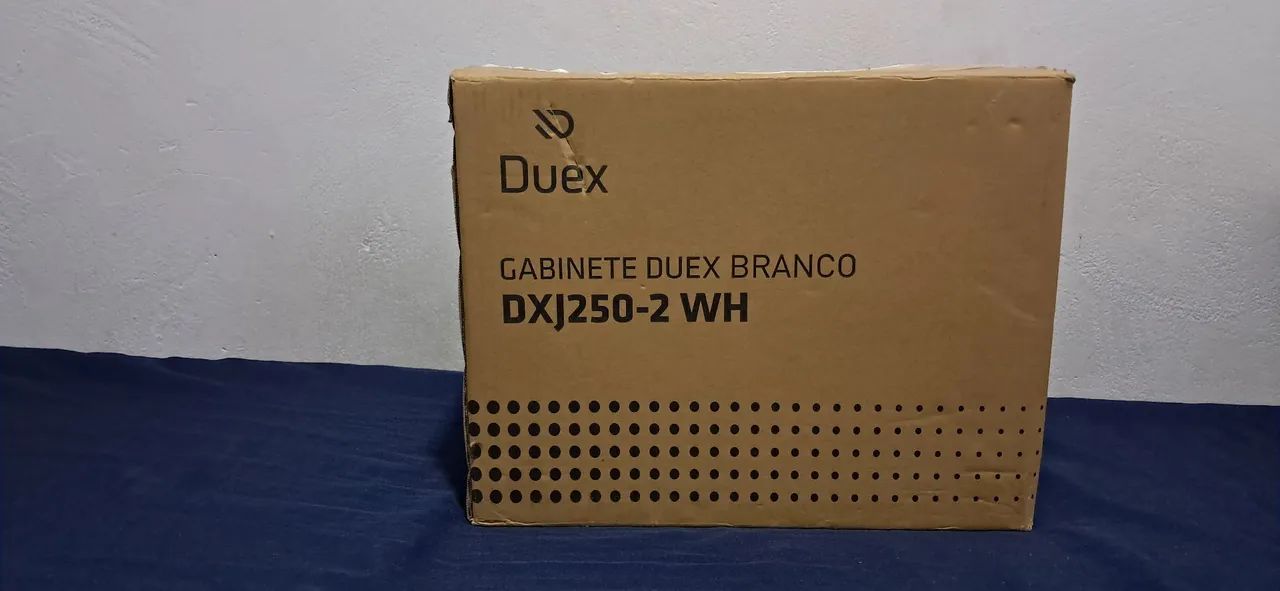 Duex
GABINETE DUEX BRANCO
DXJ250-2 WH